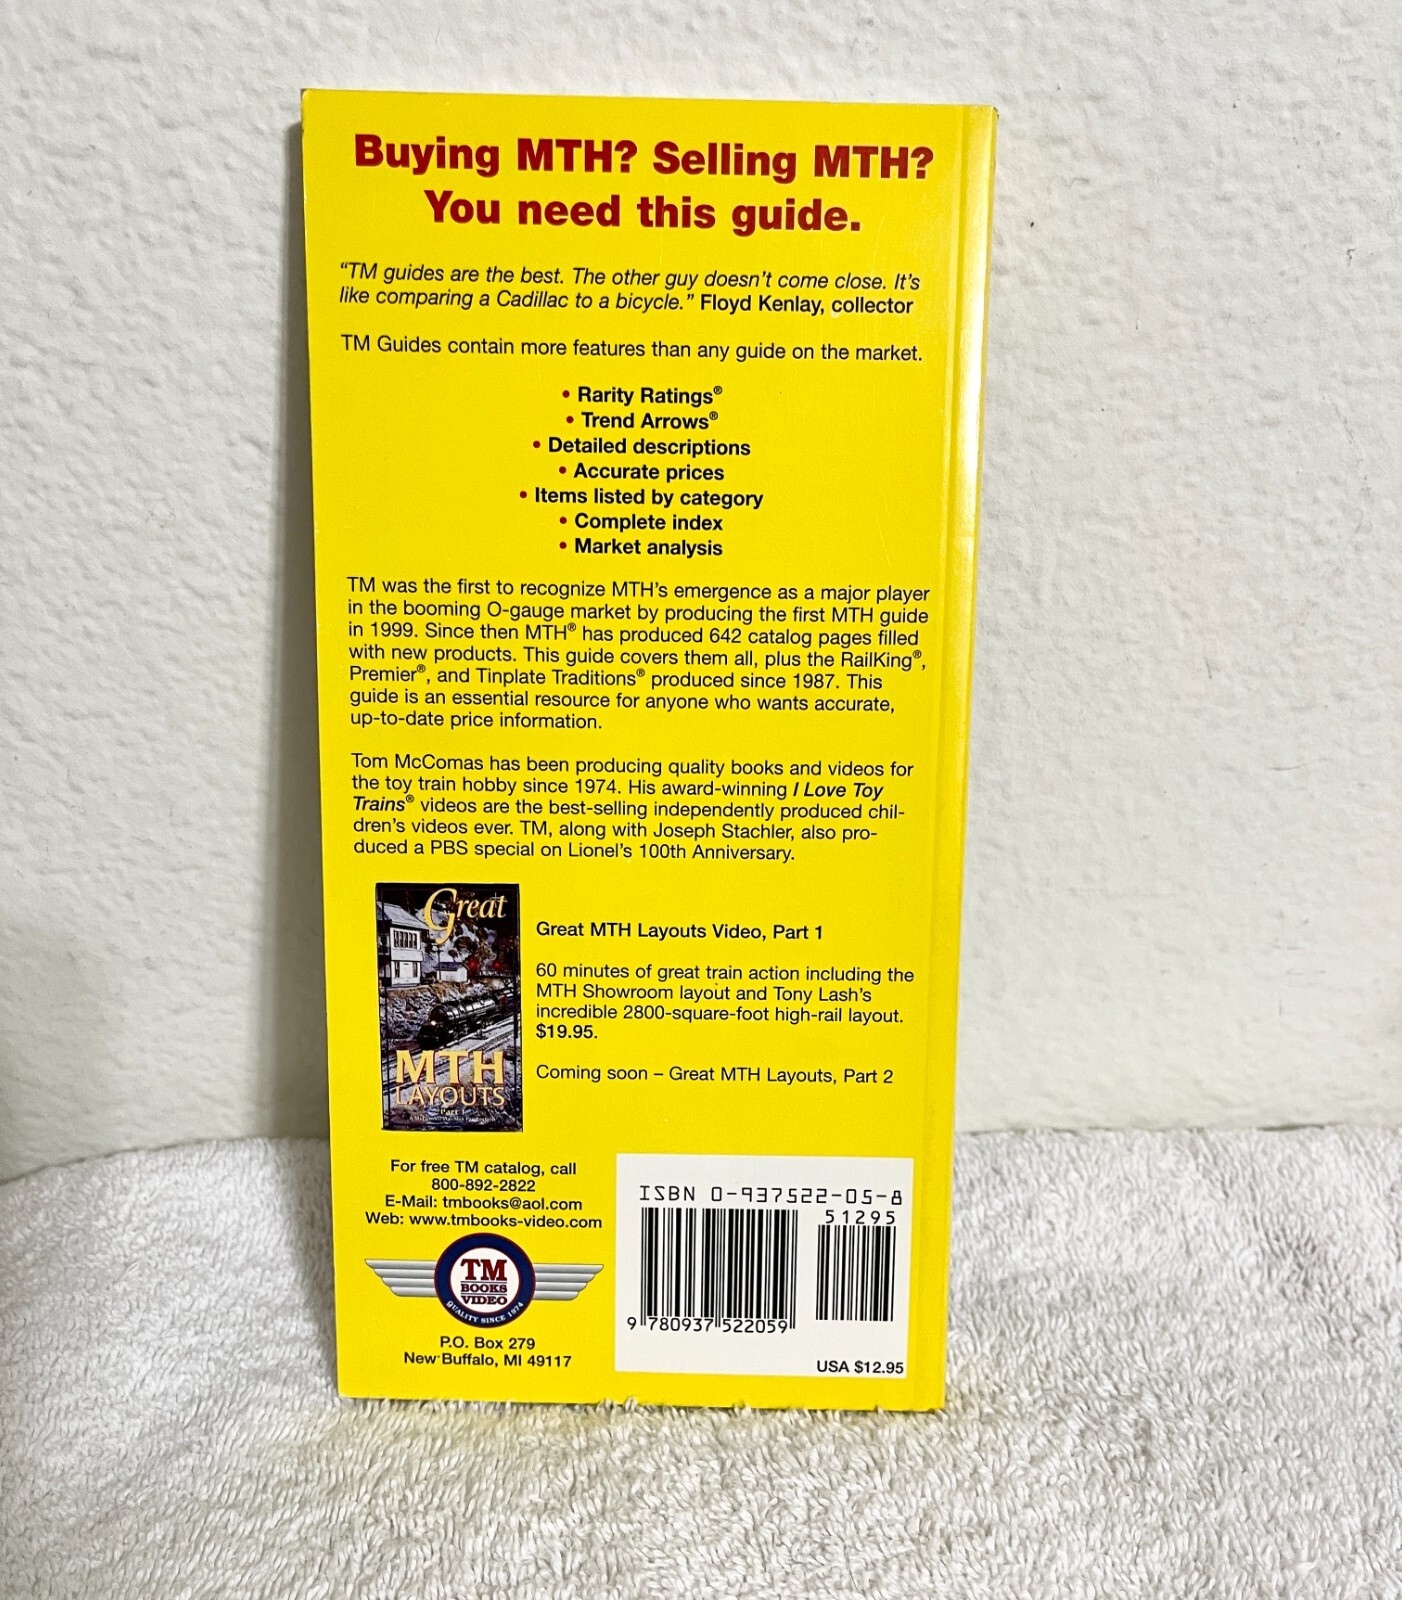 Buying MTH? Selling MTH?
You need this guide.
“TM guides are the best. The other guy doesn’t come close. It’s
like comparing a Cadillac to a bicycle.” Floyd Kenlay, collector
TM Guides contain more features than any guide on the market.
• Rarity Ratings®
• Trend Arrows®
• Detailed descriptions
• Accurate prices
• Items listed by category
• Complete index
• Market analysis
TM was the first to recognize MTH’s emergence as a major player
in the booming O-gauge market by producing the first MTH guide
in 1999. Since then MTH® has produced 642 catalog pages filled
with new products. This guide covers them all, plus the RailKing®,
Premier®, and Tinplate Traditions® produced since 1987. This
guide is an essential resource for anyone who wants accurate,
up-to-date price information.
Tom McComas has been producing quality books and videos for
the toy train hobby since 1974. His award-winning I Love Toy
Trains® videos are the best-selling independently produced chil-
dren’s videos ever. TM, along with Joseph Stachler, also pro-
duced a PBS special on Lionel’s 100th Anniversary.
Great
MTH
LAYOUTS
Part 1
Great MTH Layouts Video, Part 1
60 minutes of great train action including the
MTH Showroom layout and Tony Lash’s
incredible 2800-square-foot high-rail layout.
$19.95.
Coming soon – Great MTH Layouts, Part 2
For free TM catalog, call
800-892-2822
E-Mail: tmbooks@aol.com
Web: www.tmbooks-video.com
TM
BOOKS
VIDEO
QUALITY SINCE 1974
P.O. Box 279
New Buffalo, MI 49117
ISBN 0-937522-05-8
51295
9 780937 522059
USA $12.95